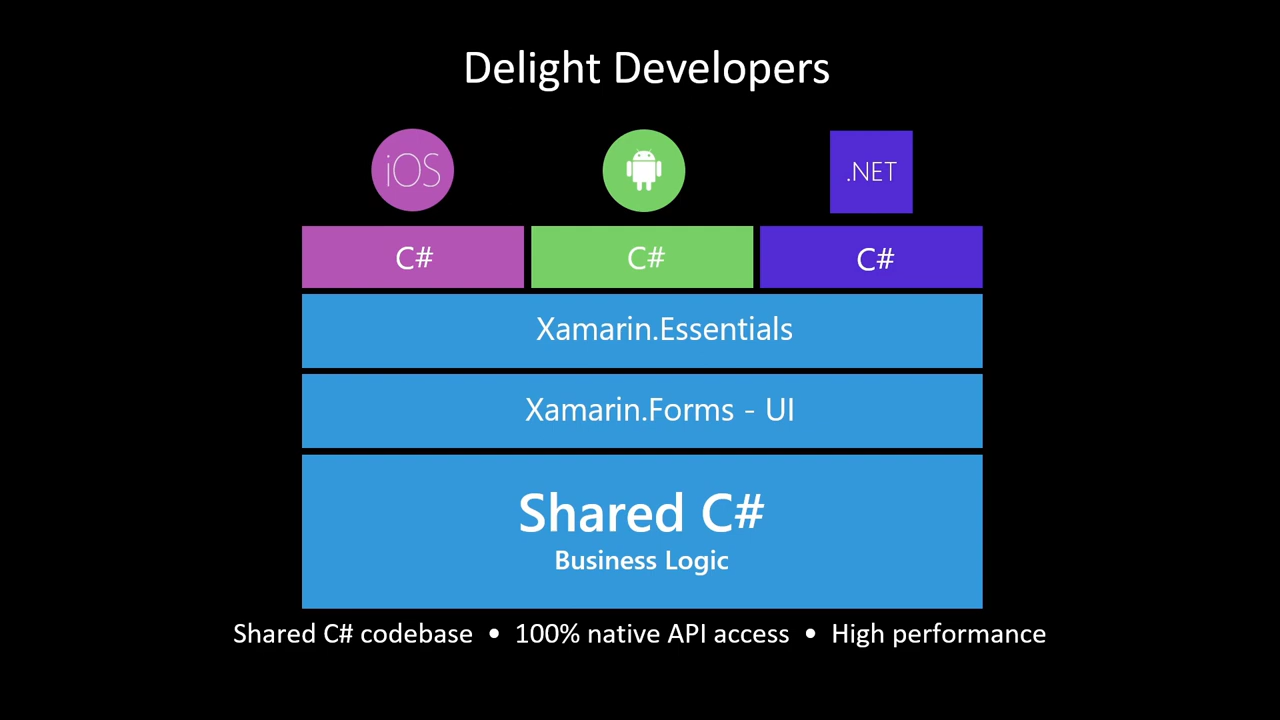 Delight Developers
iOS
.NET
C#
C#
C#
Xamarin.Essentials
Xamarin.Forms - UI
Shared C#
Business Logic
Shared C# codebase • 100% native API access • High performance